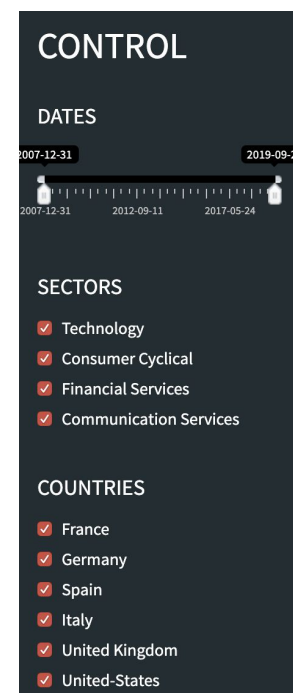 CONTROL
DATES
2007-12-31 2019-09-2
2007-12-31 2012-09-11 2017-05-24
SECTORS
Technology
Consumer Cyclical
Financial Services
Communication Services
COUNTRIES
France
Germany
Spain
Italy
United Kingdom
United-States